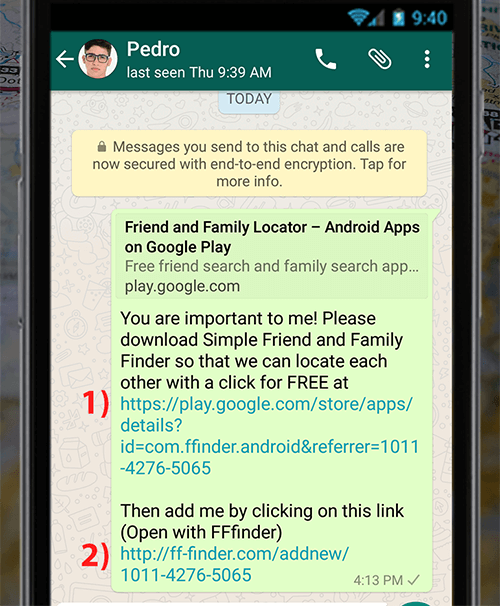 9:40
Pedro
last seen Thu 9:39 AM
TODAY
Messages you send to this chat and calls are
now secured with end-to-end encryption. Tap for
more info.
Friend and Family Locator – Android Apps
on Google Play
Free friend search and family search app...
play.google.com
You are important to me! Please
download Simple Friend and Family
Finder so that we can locate each
other with a click for FREE at
1) https://play.google.com/store/apps/
details?
id=com.ffinder.android&referrer=1011
-4276-5065
Then add me by clicking on this link
(Open with FFfinder)
2) http://ff-finder.com/addnew/
1011-4276-5065
4:13 PM